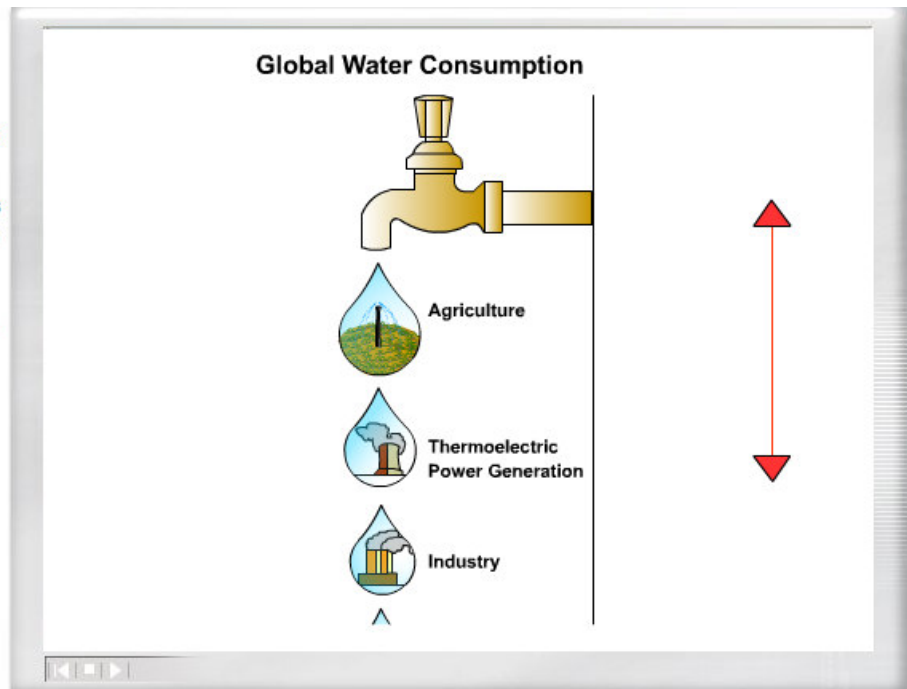 Global Water Consumption
Agriculture
Thermoelectric
Power Generation
Industry